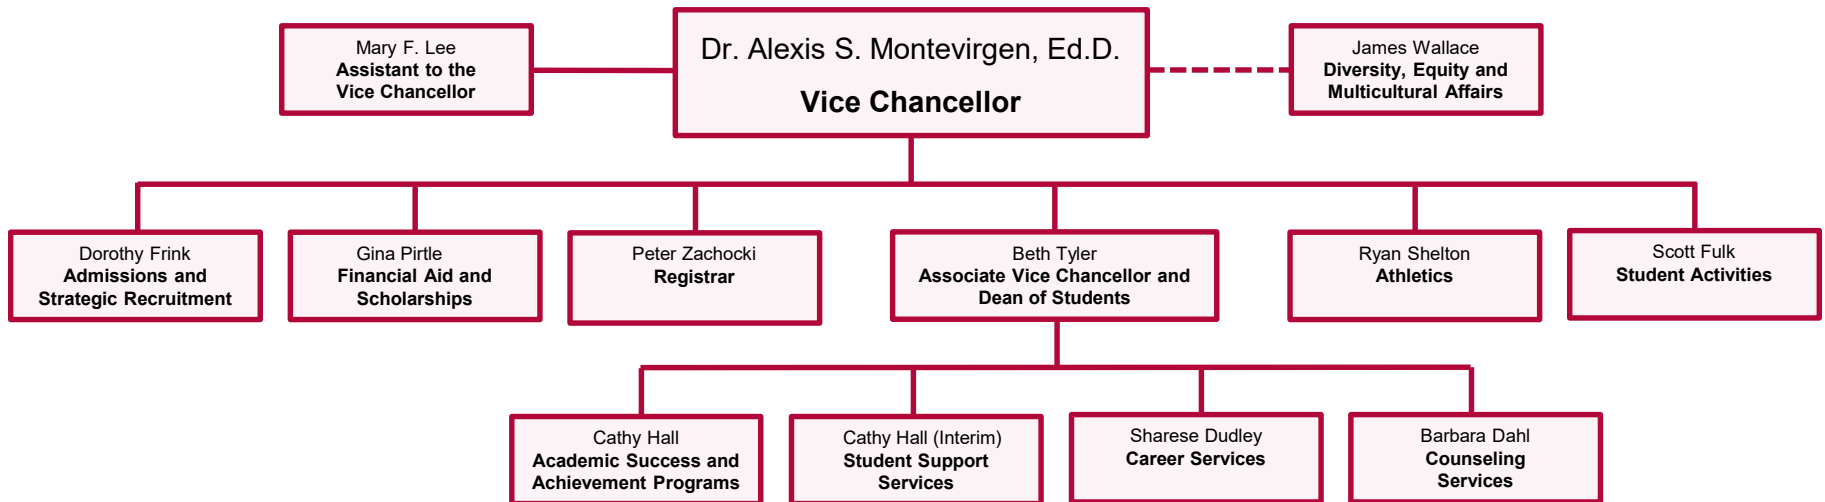 Mary F. Lee
Assistant to the
Vice Chancellor
Dr. Alexis S. Montevirgen, Ed.D.
Vice Chancellor
James Wallace
Diversity, Equity and
Multicultural Affairs
Dorothy Frink
Admissions and
Strategic Recruitment
Gina Pirtle
Financial Aid and
Scholarships
Peter Zachocki
Registrar
Beth Tyler
Associate Vice Chancellor and
Dean of Students
Ryan Shelton
Athletics
Scott Fulk
Student Activities
Cathy Hall
Academic Success and
Achievement Programs
Cathy Hall (Interim)
Student Support
Services
Sharese Dudley
Career Services
Barbara Dahl
Counseling
Services